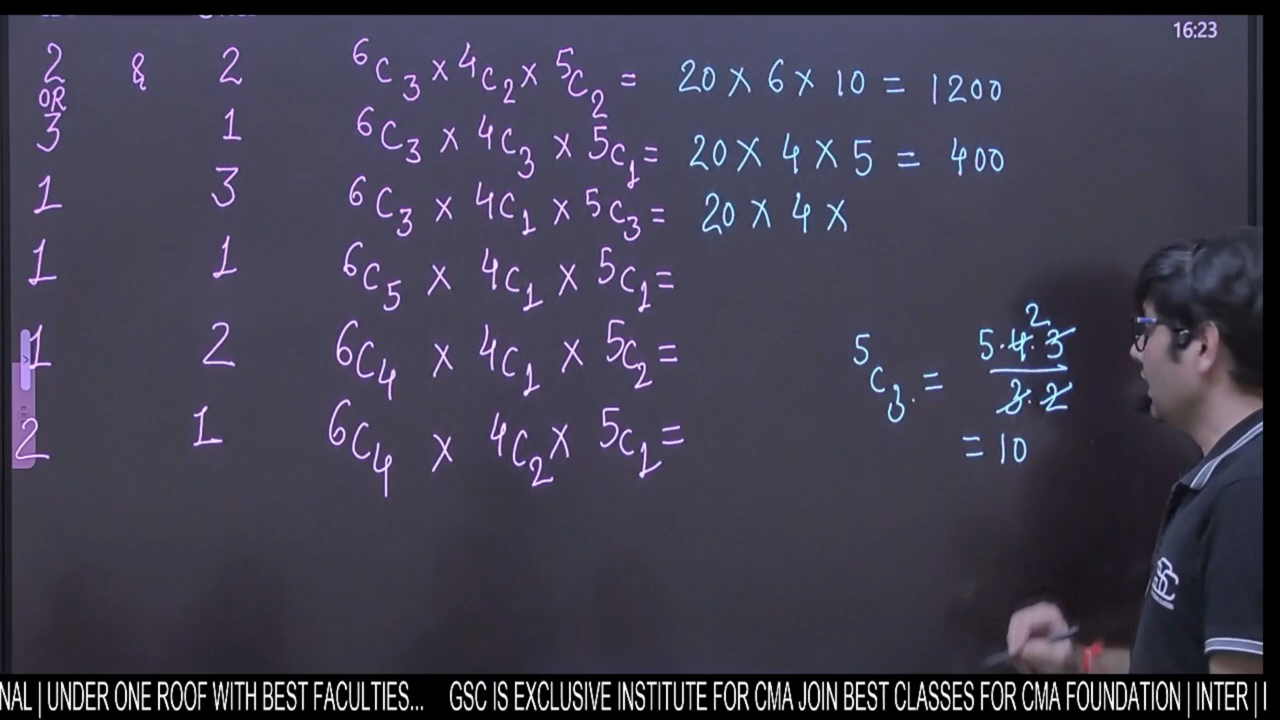 16:23
2 & 2 ⁶C₃ × ⁴C₂ × ⁵C₂ = 20 × 6 × 10 = 1200
OR
3 1 ⁶C₃ × ⁴C₃ × ⁵C₁ = 20 × 4 × 5 = 400
1 3 ⁶C₃ × ⁴C₁ × ⁵C₃ = 20 × 4 ×
1 1 ⁶C₅ × ⁴C₁ × ⁵C₁ =
1 2 ⁶C₄ × ⁴C₁ × ⁵C₂ =
2 1 ⁶C₄ × ⁴C₂ × ⁵C₁ =
2
⁵C₃. = 5·4·3
3·2
= 10
NAL | UNDER ONE ROOF WITH BEST FACULTIES... GSC IS EXCLUSIVE INSTITUTE FOR CMA JOIN BEST CLASSES FOR CMA FOUNDATION | INTER |